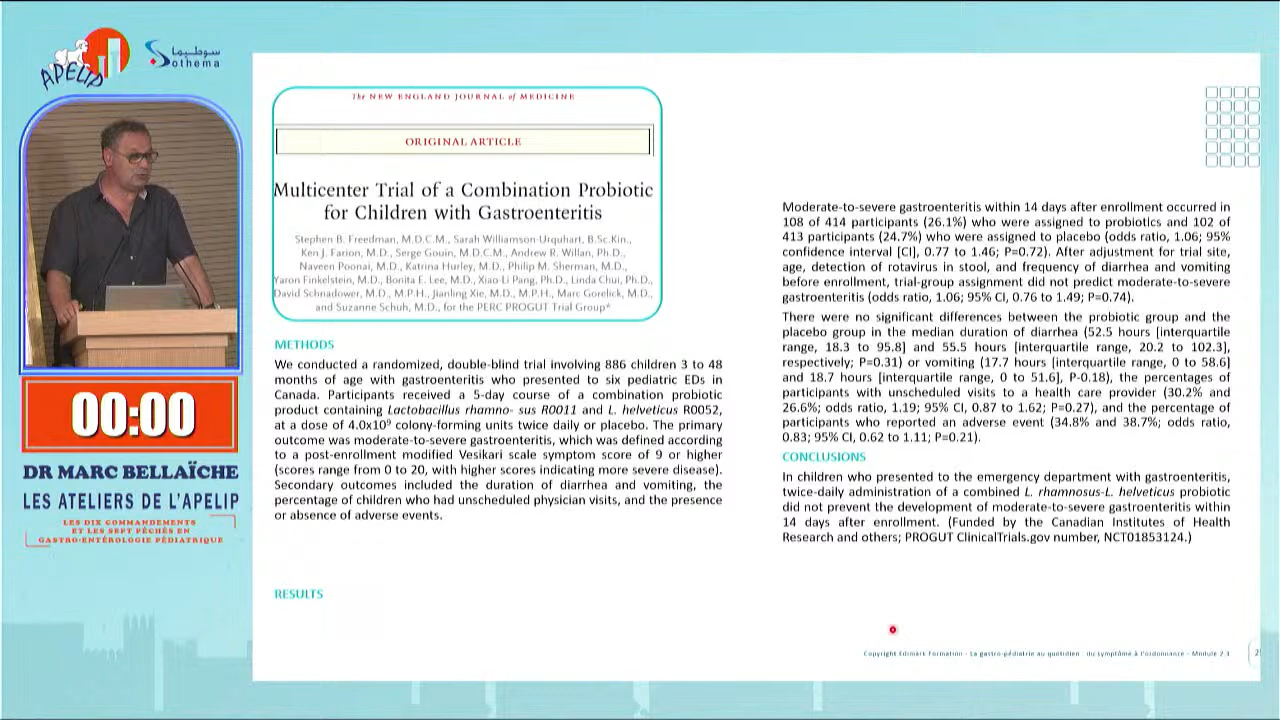 APELIP
سوطيما
Sothema
00:00
DR MARC BELLAÏCHE
LES ATELIERS DE L'APELIP
LES DIX COMMANDEMENTS
ET LES SEPT PÉCHÉS EN
GASTRO-ENTÉROLOGIE PÉDIATRIQUE
The NEW ENGLAND JOURNAL of MEDICINE
ORIGINAL ARTICLE
Multicenter Trial of a Combination Probiotic
for Children with Gastroenteritis
Stephen B. Freedman, M.D.C.M., Sarah Williamson-Urquhart, B.Sc.Kin.,
Ken J. Farion, M.D., Serge Gouin, M.D.C.M., Andrew R. Willan, Ph.D.,
Naveen Poonai, M.D., Katrina Hurley, M.D., Philip M. Sherman, M.D.,
Yaron Finkelstein, M.D., Bonita E. Lee, M.D., Xiao-Li Pang, Ph.D., Linda Chui, Ph.D.,
David Schnadower, M.D., M.P.H., Jianling Xie, M.D., M.P.H., Marc Gorelick, M.D.,
and Suzanne Schuh, M.D., for the PERC PROGUT Trial Group*
METHODS
We conducted a randomized, double-blind trial involving 886 children 3 to 48
months of age with gastroenteritis who presented to six pediatric EDs in
Canada. Participants received a 5-day course of a combination probiotic
product containing Lactobacillus rhamno- sus R0011 and L. helveticus R0052,
at a dose of 4.0x10⁹ colony-forming units twice daily or placebo. The primary
outcome was moderate-to-severe gastroenteritis, which was defined according
to a post-enrollment modified Vesikari scale symptom score of 9 or higher
(scores range from 0 to 20, with higher scores indicating more severe disease).
Secondary outcomes included the duration of diarrhea and vomiting, the
percentage of children who had unscheduled physician visits, and the presence
or absence of adverse events.
RESULTS
Moderate-to-severe gastroenteritis within 14 days after enrollment occurred in
108 of 414 participants (26.1%) who were assigned to probiotics and 102 of
413 participants (24.7%) who were assigned to placebo (odds ratio, 1.06; 95%
confidence interval [CI], 0.77 to 1.46; P=0.72). After adjustment for trial site,
age, detection of rotavirus in stool, and frequency of diarrhea and vomiting
before enrollment, trial-group assignment did not predict moderate-to-severe
gastroenteritis (odds ratio, 1.06; 95% CI, 0.76 to 1.49; P=0.74).
There were no significant differences between the probiotic group and the
placebo group in the median duration of diarrhea (52.5 hours [interquartile
range, 18.3 to 95.8] and 55.5 hours [interquartile range, 20.2 to 102.3],
respectively; P=0.31) or vomiting (17.7 hours [interquartile range, 0 to 58.6]
and 18.7 hours [interquartile range, 0 to 51.6], P-0.18), the percentages of
participants with unscheduled visits to a health care provider (30.2% and
26.6%; odds ratio, 1.19; 95% CI, 0.87 to 1.62; P=0.27), and the percentage of
participants who reported an adverse event (34.8% and 38.7%; odds ratio,
0.83; 95% CI, 0.62 to 1.11; P=0.21).
CONCLUSIONS
In children who presented to the emergency department with gastroenteritis,
twice-daily administration of a combined L. rhamnosus-L. helveticus probiotic
did not prevent the development of moderate-to-severe gastroenteritis within
14 days after enrollment. (Funded by the Canadian Institutes of Health
Research and others; PROGUT ClinicalTrials.gov number, NCT01853124.)
Copyright Edimark Formation - La gastro-pédiatrie au quotidien : du symptôme à l'ordonnance - Module 2.1